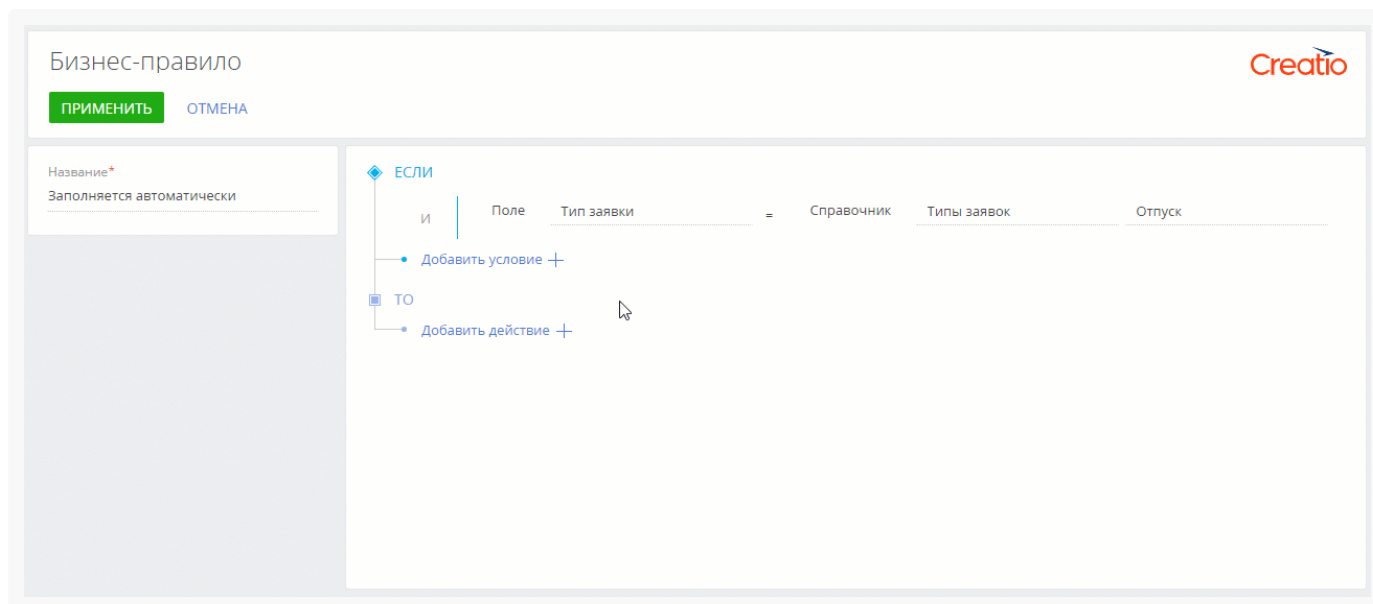 Бизнес-правило
Creatio
ПРИМЕНИТЬ ОТМЕНА
Название*
Заполняется автоматически
ЕСЛИ
И Поле Тип заявки = Справочник Типы заявок Отпуск
Добавить условие
ТО
Добавить действие